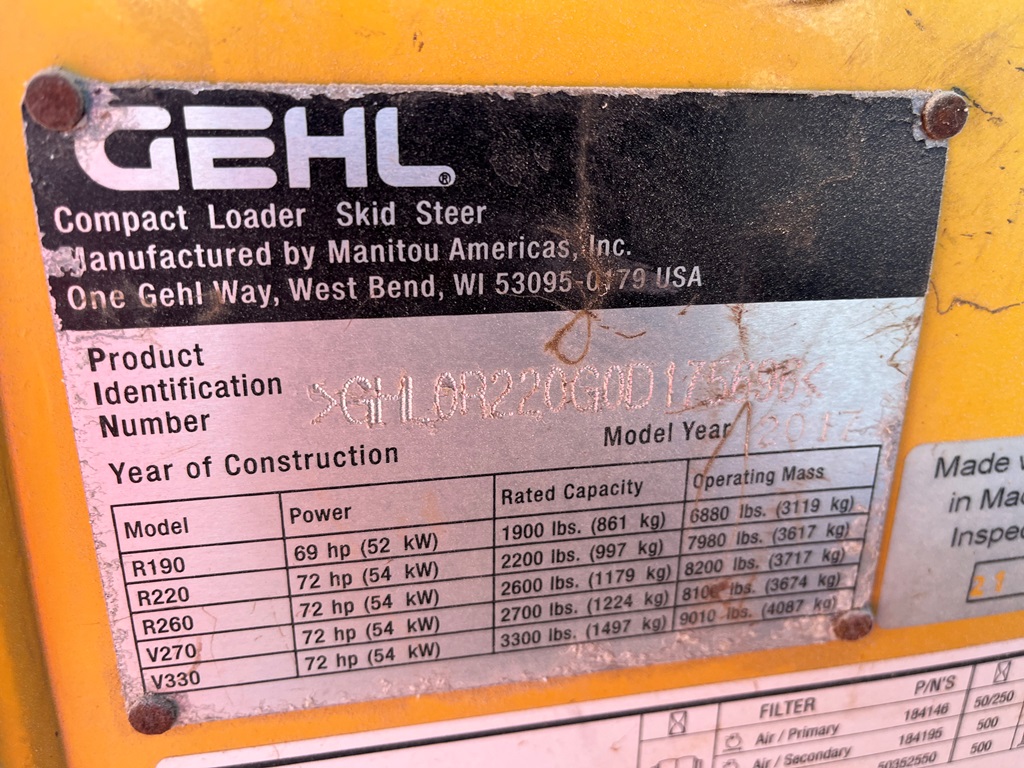 GEHL®
Compact Loader Skid Steer
Manufactured by Manitou Americas, Inc.
One Gehl Way, West Bend, WI 53095-0179 USA
Product
Identification
Number
Model Year 2017
Year of Construction
Model Power Rated Capacity Operating Mass
R190 69 hp (52 kW) 1900 lbs. (861 kg) 6880 lbs. (3119 kg)
R220 72 hp (54 kW) 2200 lbs. (997 kg) 7980 lbs. (3617 kg)
R260 72 hp (54 kW) 2600 lbs. (1179 kg) 8200 lbs. (3717 kg)
V270 72 hp (54 kW) 2700 lbs. (1224 kg) 8100 lbs. (3674 kg)
V330 72 hp (54 kW) 3300 lbs. (1497 kg) 9010 lbs. (4087 kg)
Made
in
21
FILTER P/N'S 50/250
Air / Primary 184146 500
Air / Secondary 184195 500
50352550